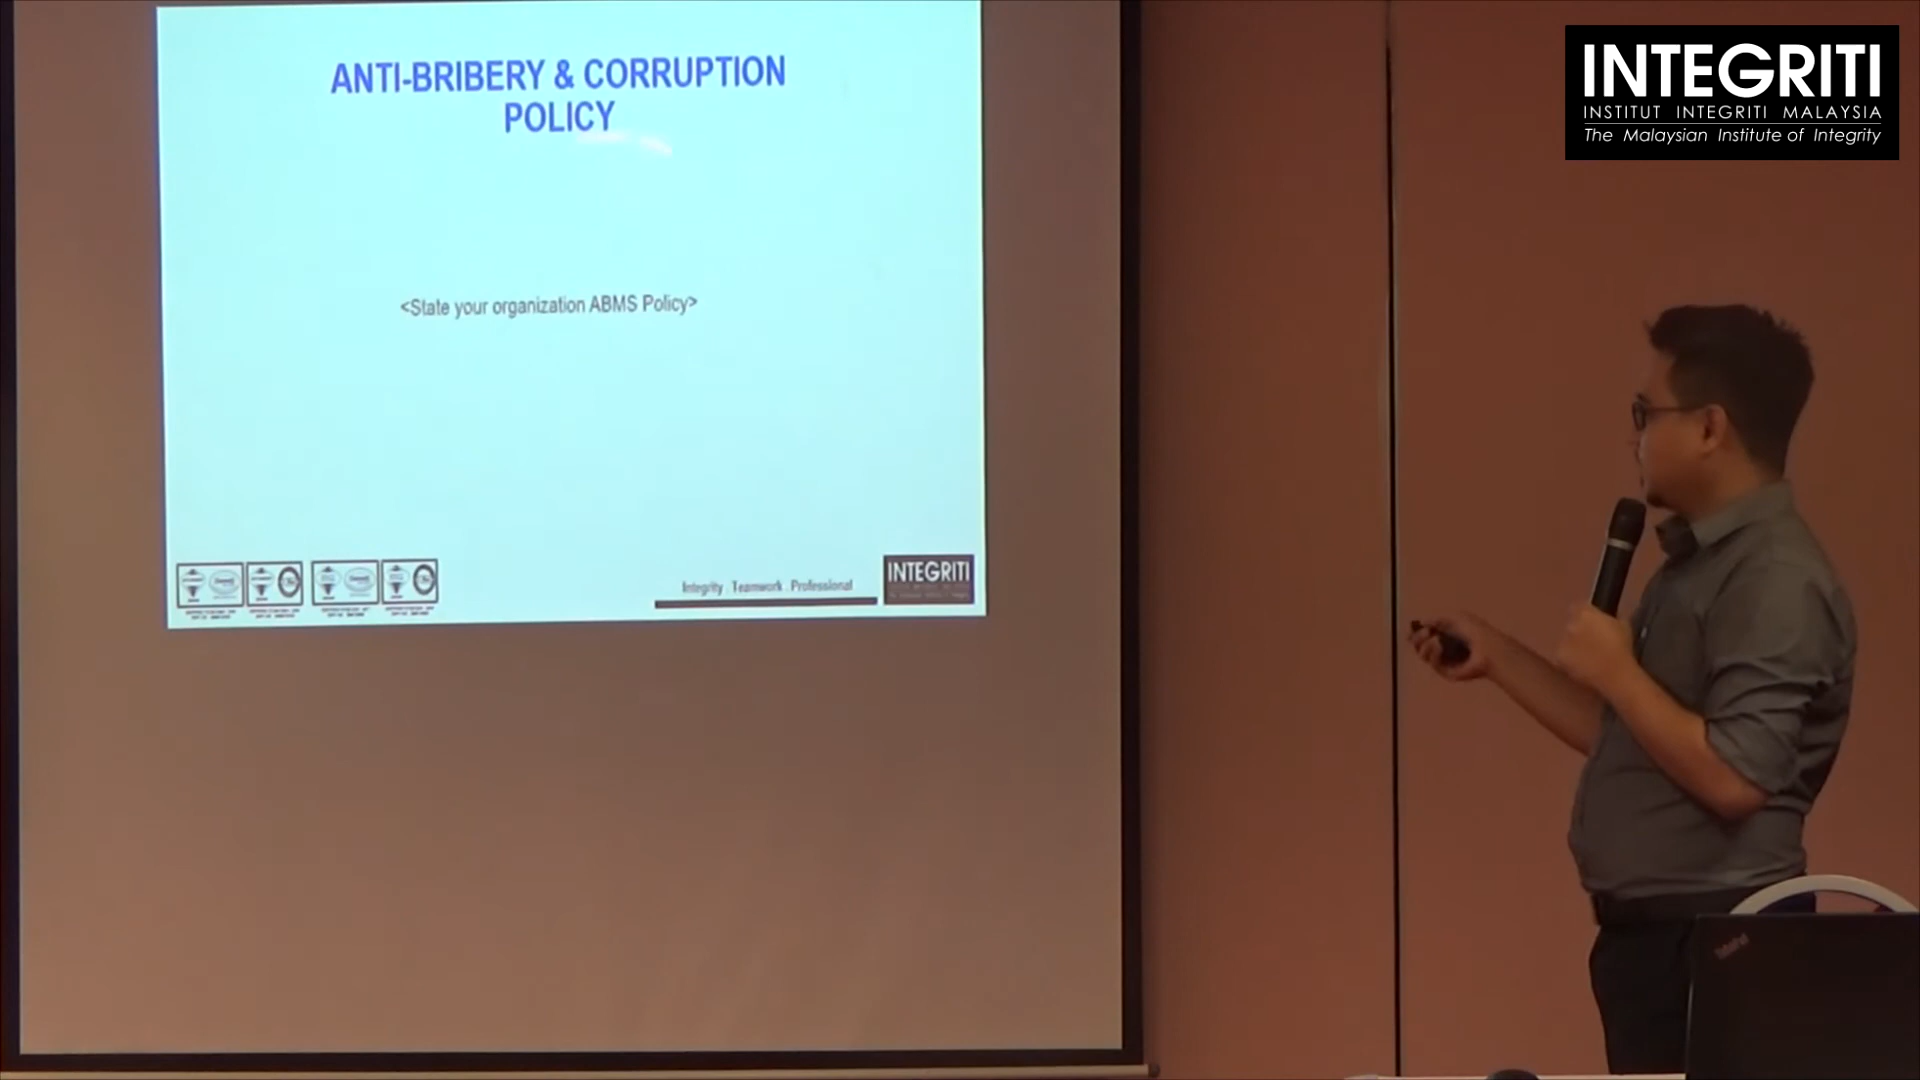 ANTI-BRIBERY & CORRUPTION
POLICY
<State your organization ABMS Policy>
Integrity . Teamwork . Professional
INTEGRITI
INTEGRITI
INSTITUT INTEGRITI MALAYSIA
The Malaysian Institute of Integrity
ThinkPad